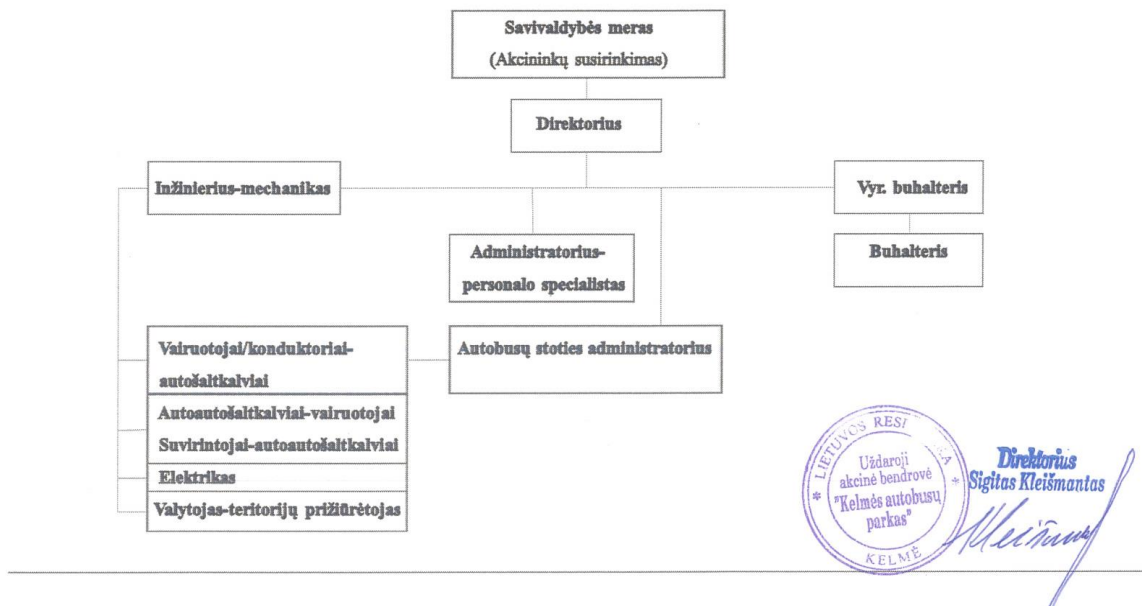 Savivaldybės meras
(Akcininkų susirinkimas)
Direktorius
Inžinierius-mechanikas
Vyr. buhalteris
Administratorius-
personalo specialistas
Buhalteris
Vairuotojai/konduktoriai-
autošaltkalviai
Autobusų stoties administratorius
Autoautošaltkalviai-vairuotojai
Suvirintojai-autoautošaltkalviai
Elektrikas
Valytojas-teritorijų prižiūrėtojas
LIETUVOS
Uždaroji
akcinė bendrovė
"Kelmės autobusų
parkas"
KELMĖ
Direktorius
Sigitas Kleišmantas